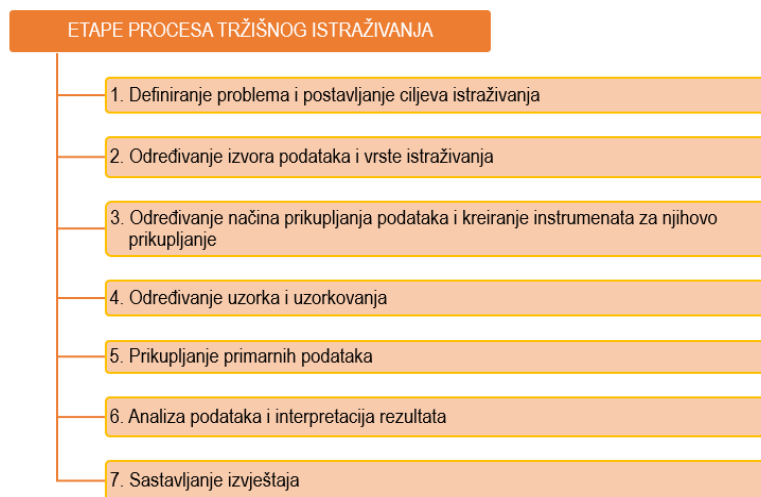 ETAPE PROCESA TRŽIŠNOG ISTRAŽIVANJA
1. Definiranje problema i postavljanje ciljeva istraživanja
2. Određivanje izvora podataka i vrste istraživanja
3. Određivanje načina prikupljanja podataka i kreiranje instrumenata za njihovo
prikupljanje
4. Određivanje uzorka i uzorkovanja
5. Prikupljanje primarnih podataka
6. Analiza podataka i interpretacija rezultata
7. Sastavljanje izvještaja